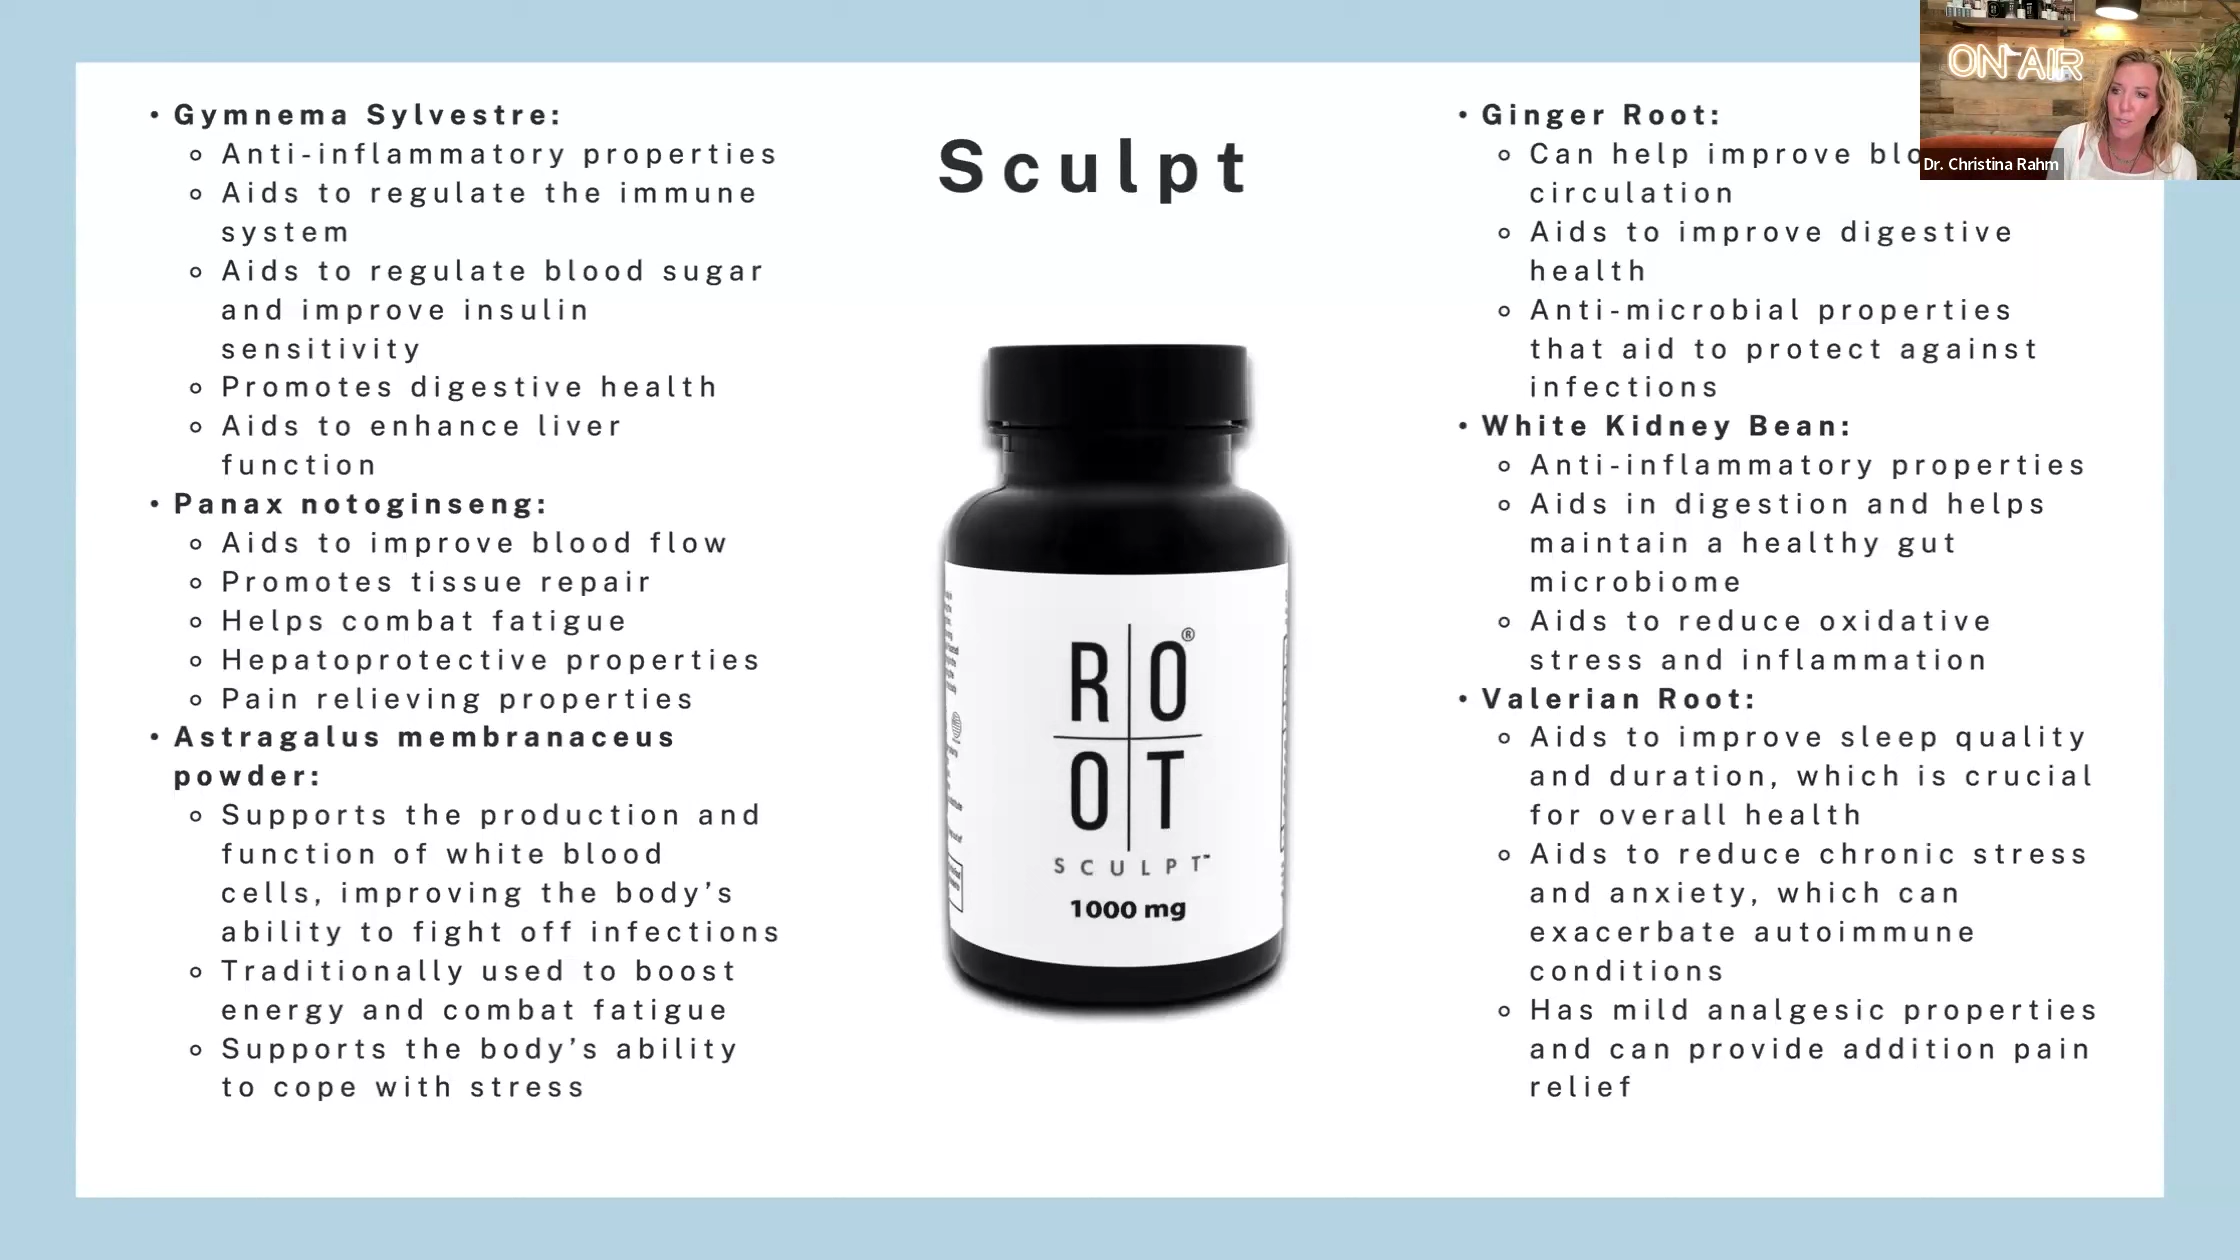 Sculpt
• Gymnema Sylvestre:
Anti-inflammatory properties
Aids to regulate the immune
system
Aids to regulate blood sugar
and improve insulin
sensitivity
Promotes digestive health
Aids to enhance liver
function
• Panax notoginseng:
Aids to improve blood flow
Promotes tissue repair
Helps combat fatigue
Hepatoprotective properties
Pain relieving properties
• Astragalus membranaceus
powder:
Supports the production and
function of white blood
cells, improving the body’s
ability to fight off infections
Traditionally used to boost
energy and combat fatigue
Supports the body’s ability
to cope with stress
RO®
OT
SCULPT™
1000 mg
• Ginger Root:
Can help improve blo
circulation
Aids to improve digestive
health
Anti-microbial properties
that aid to protect against
infections
• White Kidney Bean:
Anti-inflammatory properties
Aids in digestion and helps
maintain a healthy gut
microbiome
Aids to reduce oxidative
stress and inflammation
• Valerian Root:
Aids to improve sleep quality
and duration, which is crucial
for overall health
Aids to reduce chronic stress
and anxiety, which can
exacerbate autoimmune
conditions
Has mild analgesic properties
and can provide addition pain
relief
ON AIR
Dr. Christina Rahm